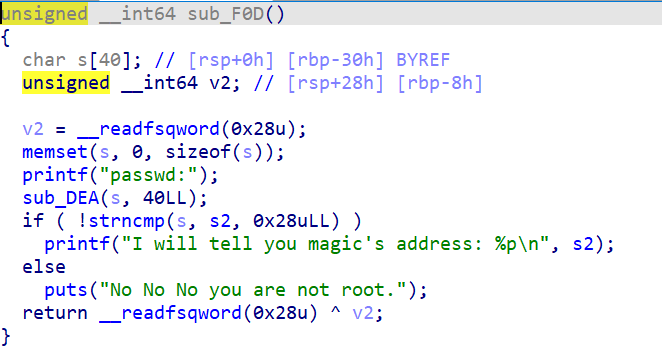 unsigned __int64 sub_F0D()
{
  char s[40]; // [rsp+0h] [rbp-30h] BYREF
  unsigned __int64 v2; // [rsp+28h] [rbp-8h]

  v2 = __readfsqword(0x28u);
  memset(s, 0, sizeof(s));
  printf("passwd:");
  sub_DEA(s, 40LL);
  if ( !strncmp(s, s2, 0x28uLL) )
    printf("I will tell you magic's address: %p\n", s2);
  else
    puts("No No No you are not root.");
  return __readfsqword(0x28u) ^ v2;
}